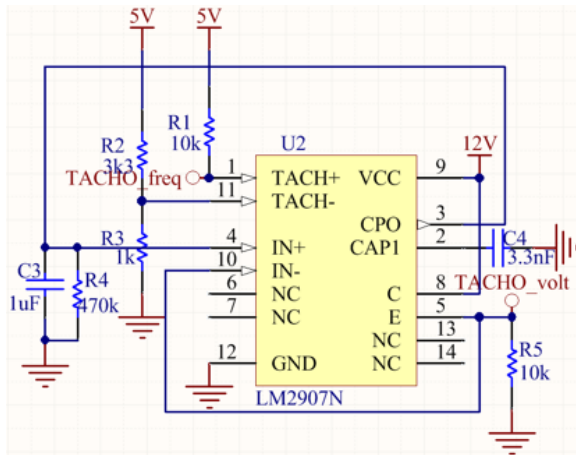 5V
5V
R2
3k3
R1
10k
U2
12V
TACHO_freq
1
TACH+
VCC
9
11
TACH-
CPO
3
R3
1k
4
IN+
CAP1
2
C4
3.3nF
10
IN-
TACHO_volt
C3
1uF
R4
470k
6
NC
C
8
7
NC
E
5
NC
13
NC
14
12
GND
R5
10k
LM2907N